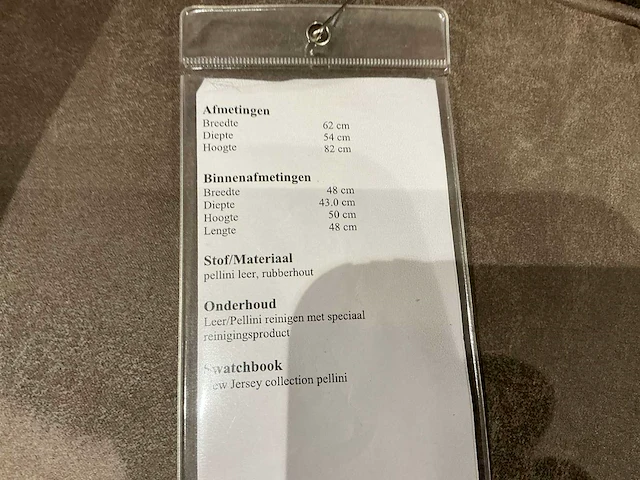 Afmetingen
Breedte 62 cm
Diepte 54 cm
Hoogte 82 cm
Binnenafmetingen
Breedte 48 cm
Diepte 43.0 cm
Hoogte 50 cm
Lengte 48 cm
Stof/Materiaal
pellini leer, rubberhout
Onderhoud
Leer/Pellini reinigen met speciaal
reinigingsproduct
Swatchbook
New Jersey collection pellini